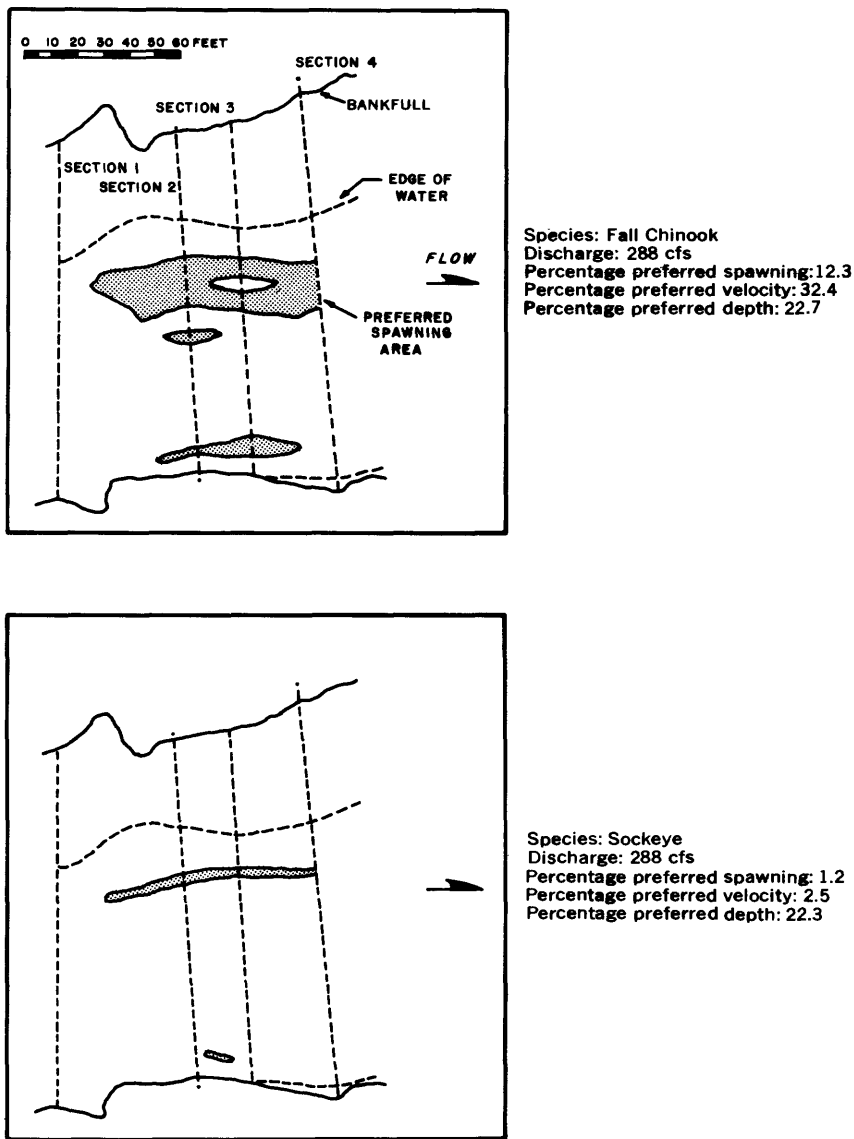 0 10 20 30 40 50 60 FEET
SECTION 4
SECTION 3
BANKFULL
SECTION 1
SECTION 2
EDGE OF
WATER
FLOW
PREFERRED
SPAWNING
AREA
Species: Fall Chinook
Discharge: 288 cfs
Percentage preferred spawning:12.3
Percentage preferred velocity: 32.4
Percentage preferred depth: 22.7
Species: Sockeye
Discharge: 288 cfs
Percentage preferred spawning: 1.2
Percentage preferred velocity: 2.5
Percentage preferred depth: 22.3